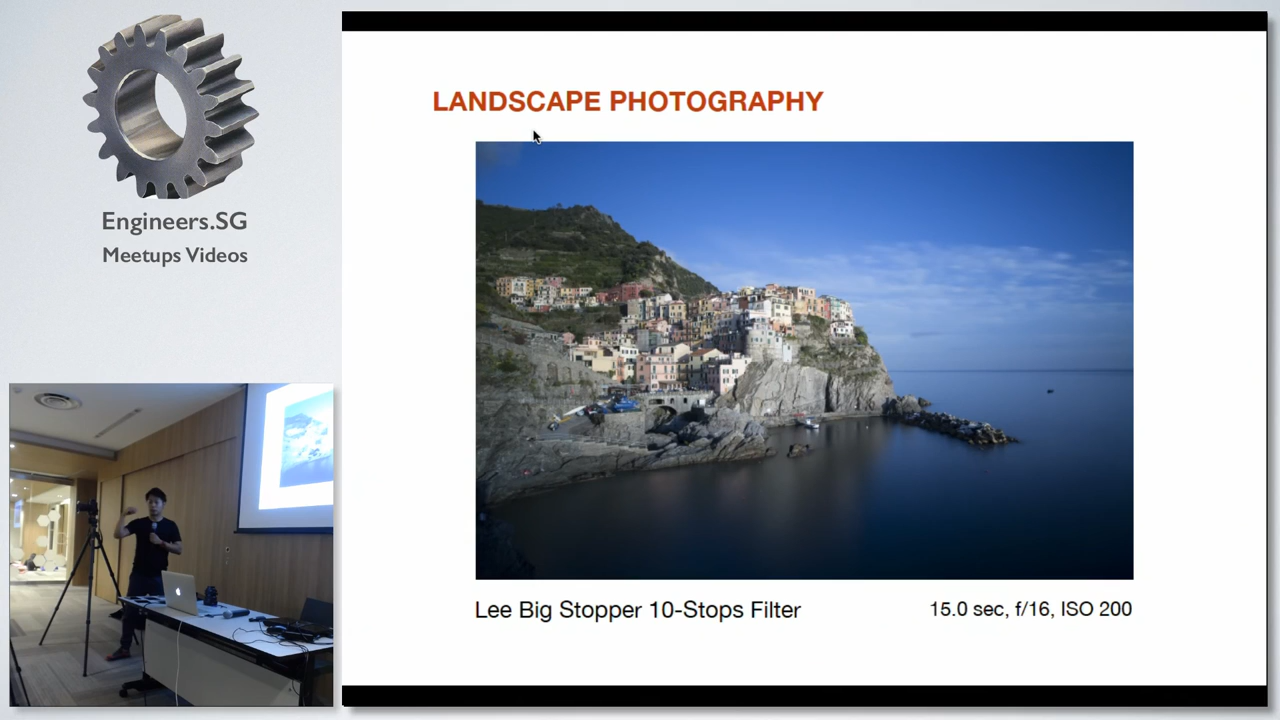 Engineers.SG
Meetups Videos
LANDSCAPE PHOTOGRAPHY
Lee Big Stopper 10-Stops Filter
15.0 sec, f/16, ISO 200